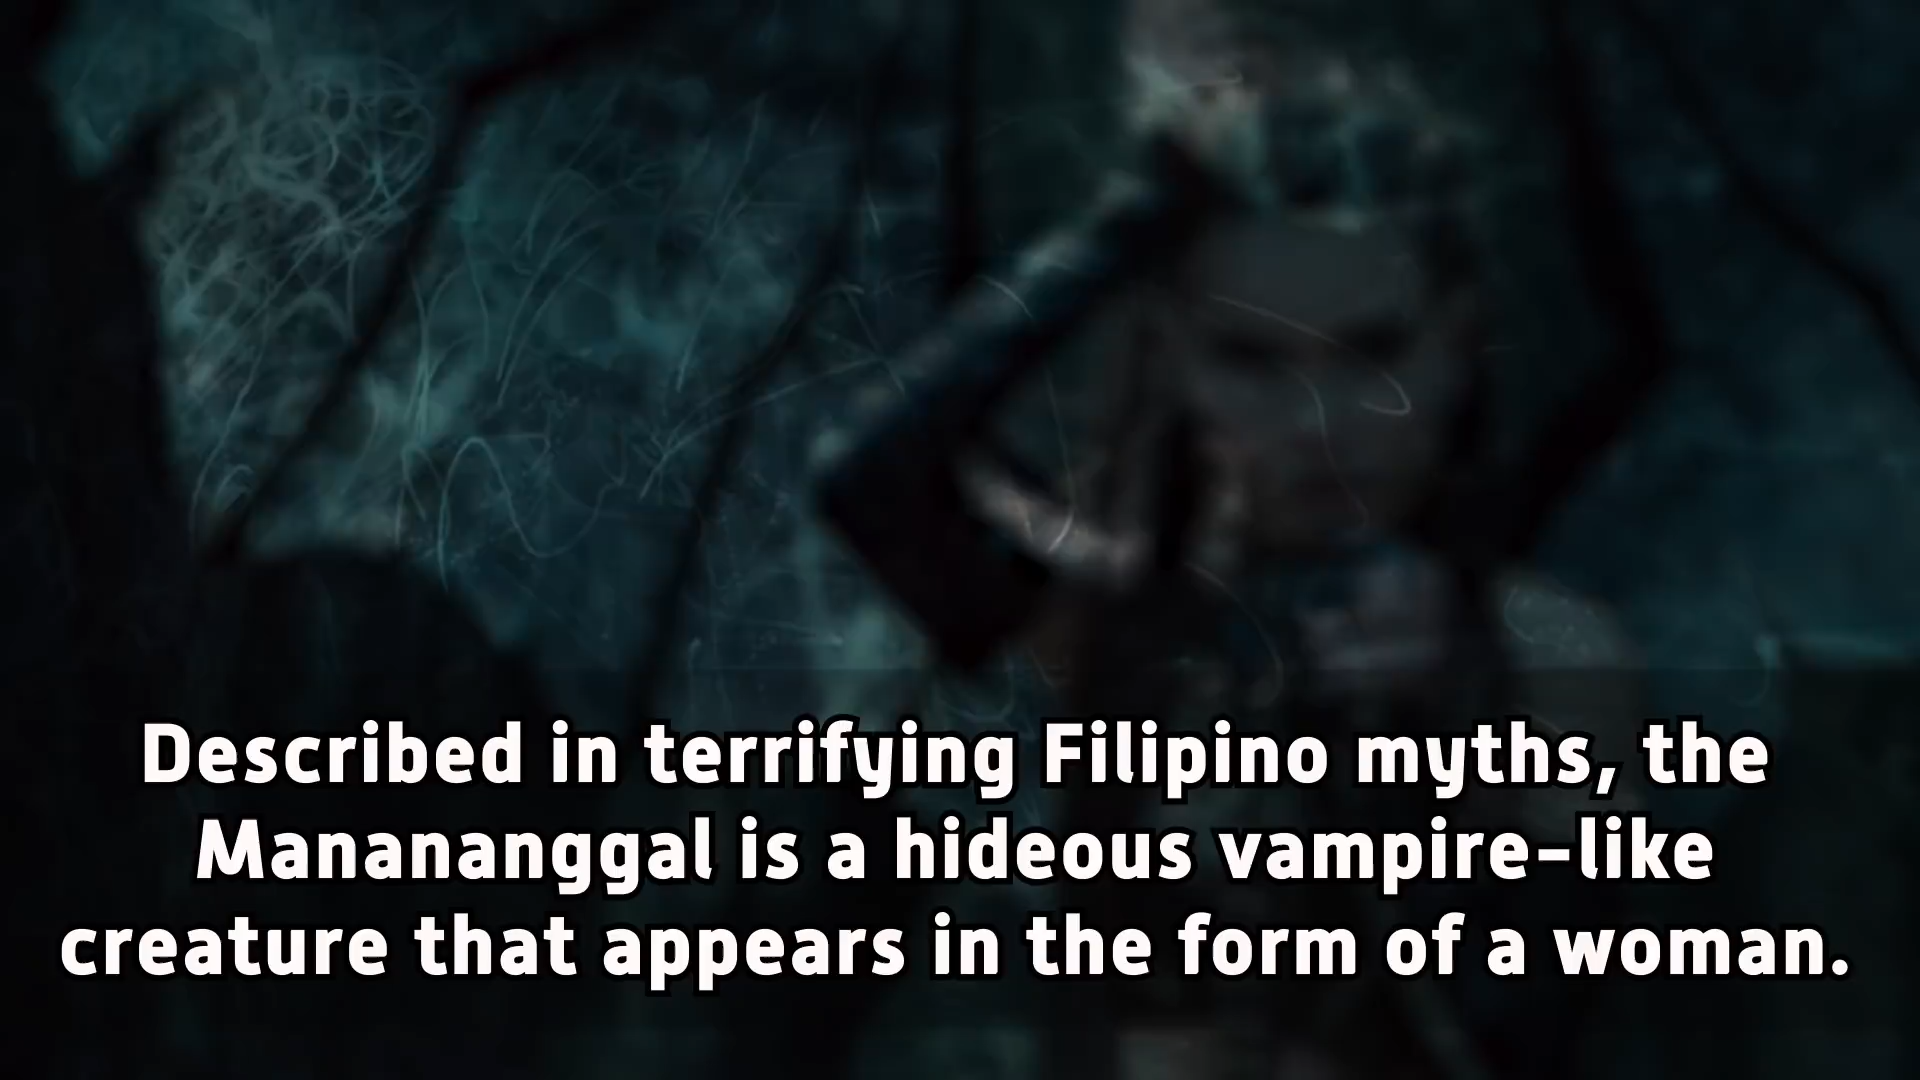 Described in terrifying Filipino myths, the
Manananggal is a hideous vampire-like
creature that appears in the form of a woman.